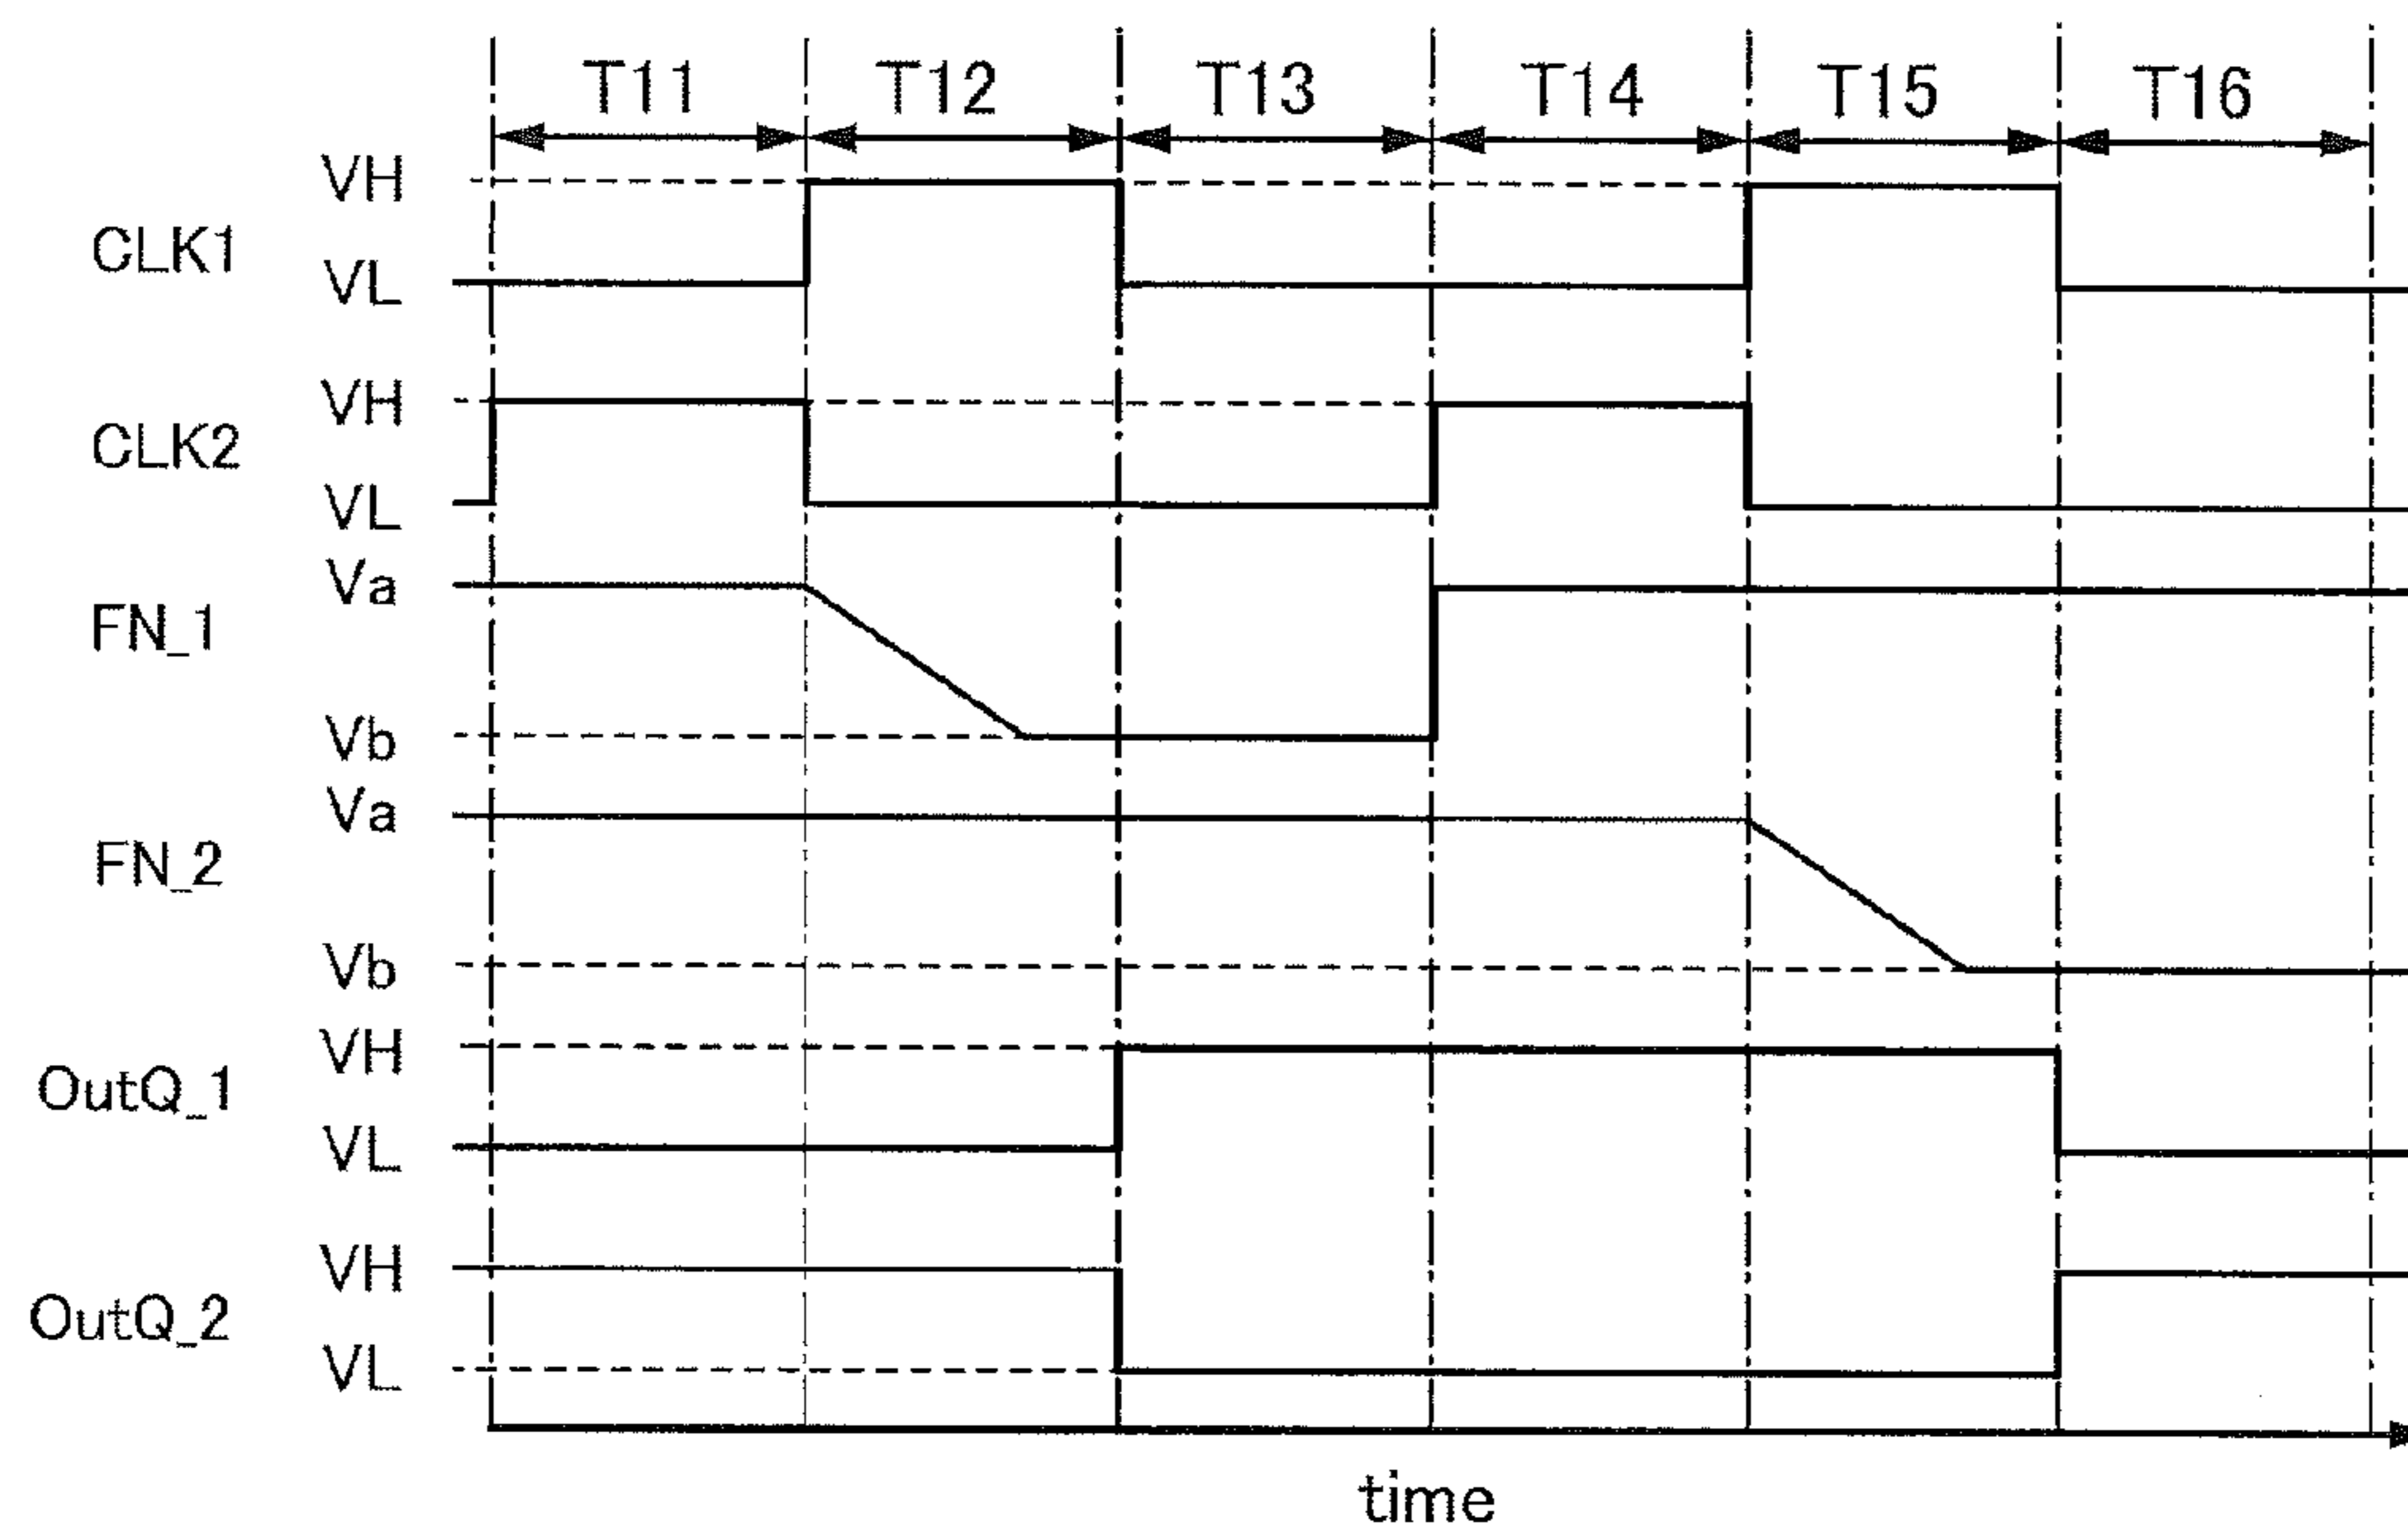 T11 T12 T13 T14 T15 T16
VH
CLK1
VL
VH
CLK2
VL
Va
FN_1
Vb
Va
FN_2
Vb
VH
OutQ_1
VL
VH
OutQ_2
VL
time